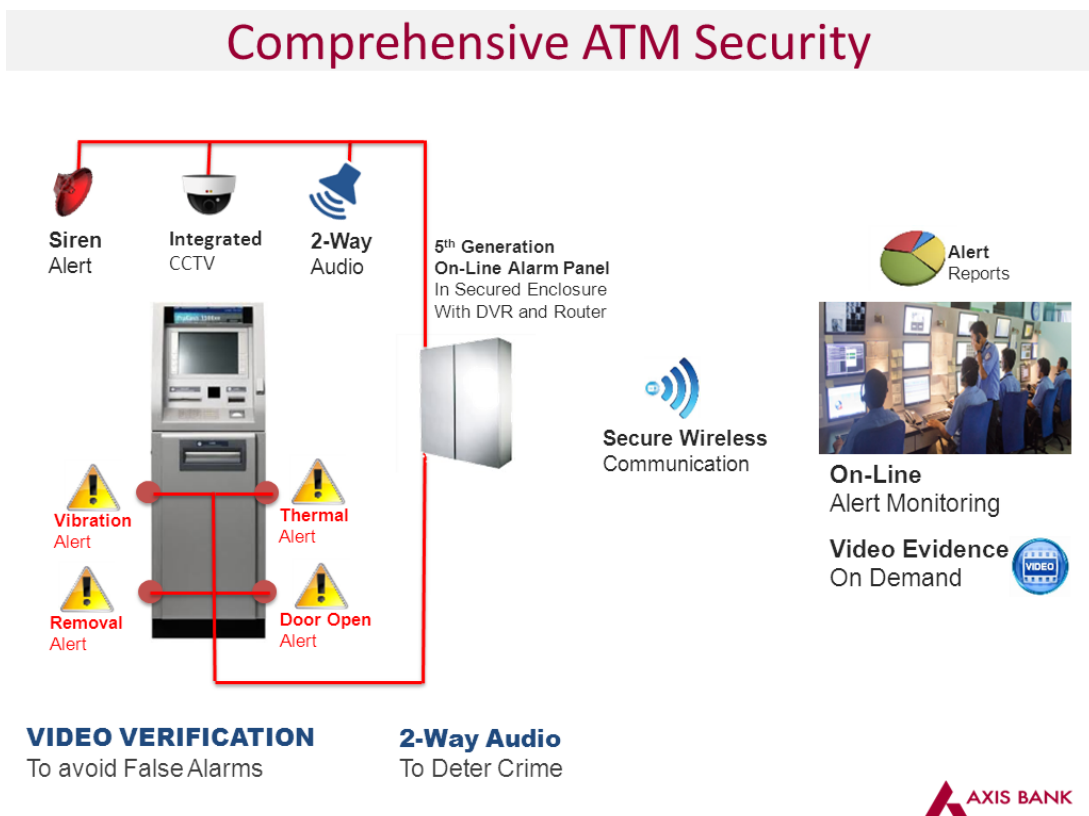 Comprehensive ATM Security
Siren
Alert
Integrated
CCTV
2-Way
Audio
5th Generation
On-Line Alarm Panel
In Secured Enclosure
With DVR and Router
Alert
Reports
Secure Wireless
Communication
On-Line
Alert Monitoring
Video Evidence
On Demand
VIDEO
Vibration
Alert
Thermal
Alert
Removal
Alert
Door Open
Alert
VIDEO VERIFICATION
To avoid False Alarms
2-Way Audio
To Deter Crime
AXIS BANK